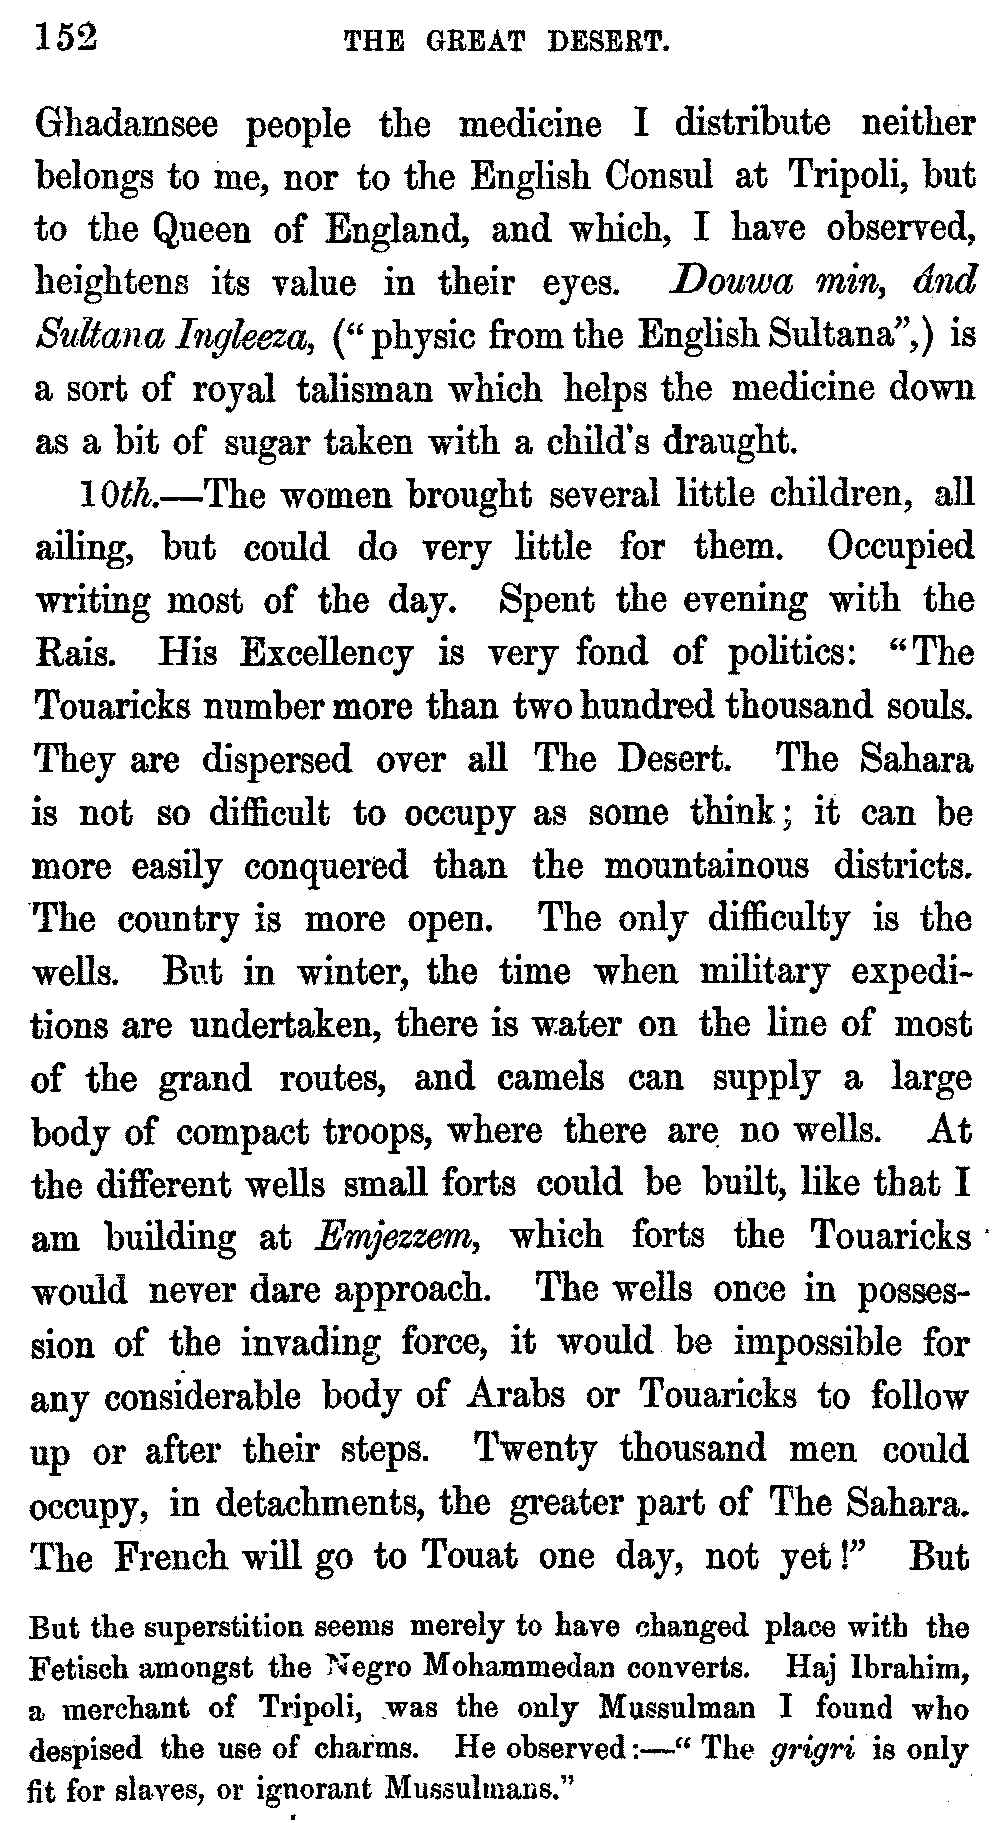 152 THE GREAT DESERT.
Ghadamsee people the medicine I distribute neither
belongs to me, nor to the English Consul at Tripoli, but
to the Queen of England, and which, I have observed,
heightens its value in their eyes. Douwa min, ánd
Sultana Ingleeza, (“physic from the English Sultana”,) is
a sort of royal talisman which helps the medicine down
as a bit of sugar taken with a child's draught.
10th.—The women brought several little children, all
ailing, but could do very little for them. Occupied
writing most of the day. Spent the evening with the
Rais. His Excellency is very fond of politics: “The
Touaricks number more than two hundred thousand souls.
They are dispersed over all The Desert. The Sahara
is not so difficult to occupy as some think; it can be
more easily conquered than the mountainous districts.
The country is more open. The only difficulty is the
wells. But in winter, the time when military expedi-
tions are undertaken, there is water on the line of most
of the grand routes, and camels can supply a large
body of compact troops, where there are no wells. At
the different wells small forts could be built, like that I
am building at Emjezzem, which forts the Touaricks
would never dare approach. The wells once in posses-
sion of the invading force, it would be impossible for
any considerable body of Arabs or Touaricks to follow
up or after their steps. Twenty thousand men could
occupy, in detachments, the greater part of The Sahara.
The French will go to Touat one day, not yet!” But
But the superstition seems merely to have changed place with the
Fetisch amongst the Negro Mohammedan converts. Haj Ibrahim,
a merchant of Tripoli, was the only Mussulman I found who
despised the use of charms. He observed:—“The grigri is only
fit for slaves, or ignorant Mussulmans.”